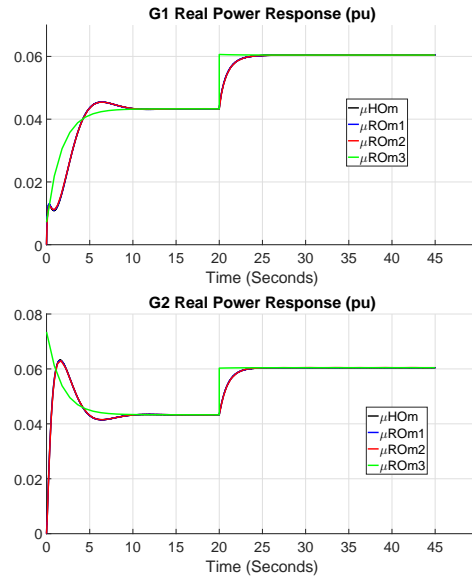 G1 Real Power Response (pu)
0.06
0.04
0.02
0
μHOm
μROm1
μROm2
μROm3
0 5 10 15 20 25 30 35 40 45
Time (Seconds)
G2 Real Power Response (pu)
0.08
0.06
0.04
0.02
0.00
μHOm
μROm1
μROm2
μROm3
0 5 10 15 20 25 30 35 40 45
Time (Seconds)